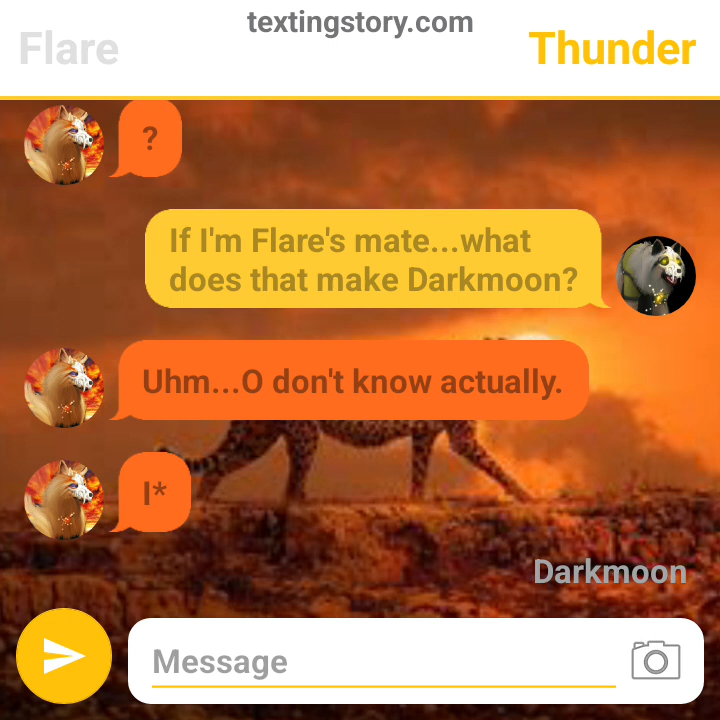 textingstory.com
Flare
Thunder
?
If I'm Flare's mate...what
does that make Darkmoon?
Uhm...O don't know actually.
I*
Darkmoon
Message